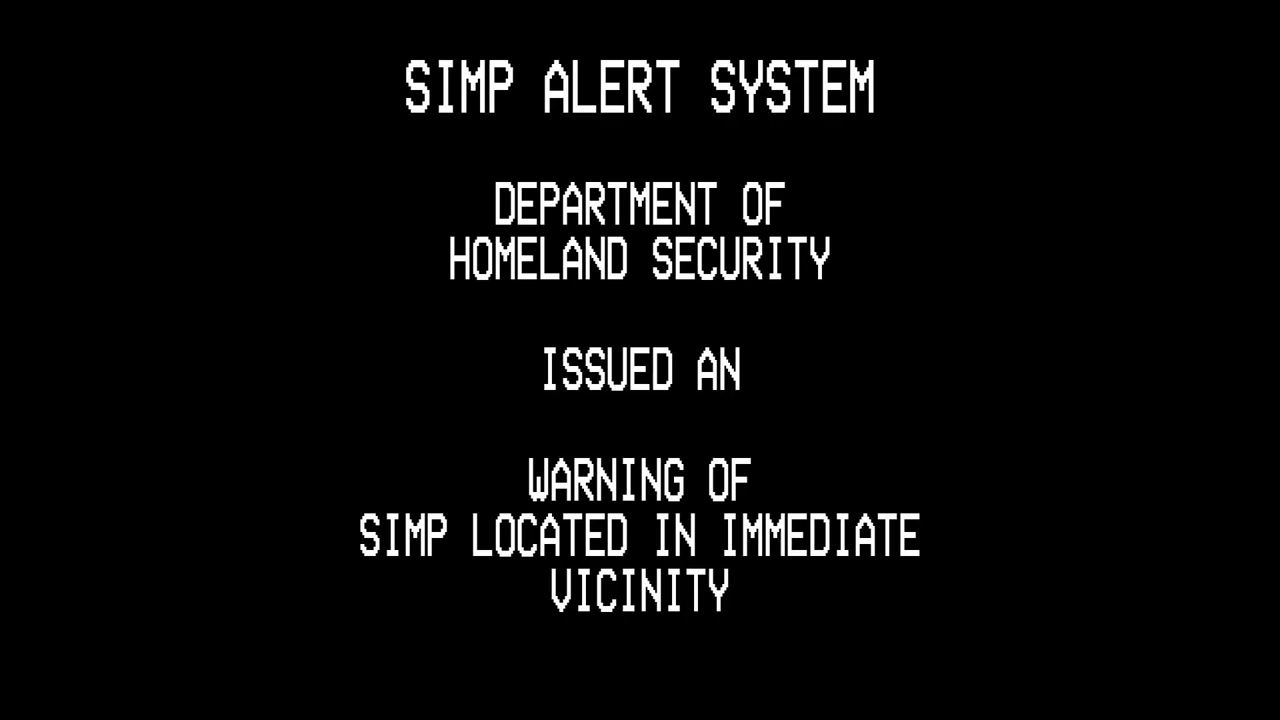 SIMP ALERT SYSTEM
DEPARTMENT OF
HOMELAND SECURITY
ISSUED AN
WARNING OF
SIMP LOCATED IN IMMEDIATE
VICINITY